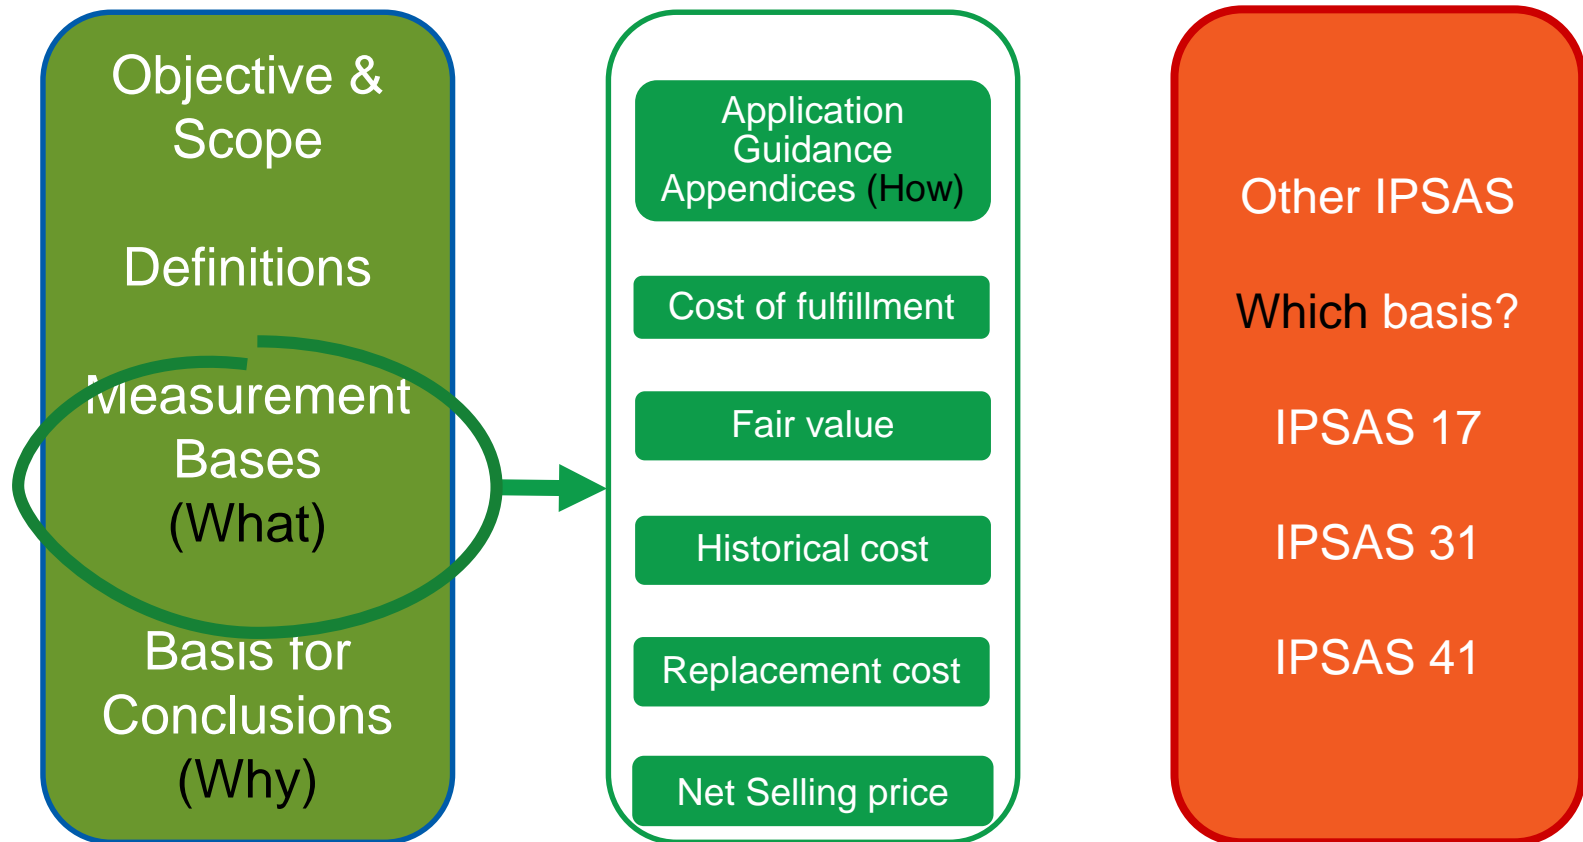 Objective &
Scope
Definitions
Measurement
Bases
(What)
Basis for
Conclusions
(Why)
Application
Guidance
Appendices (How)
Cost of fulfillment
Fair value
Historical cost
Replacement cost
Net Selling price
Other IPSAS
Which basis?
IPSAS 17
IPSAS 31
IPSAS 41